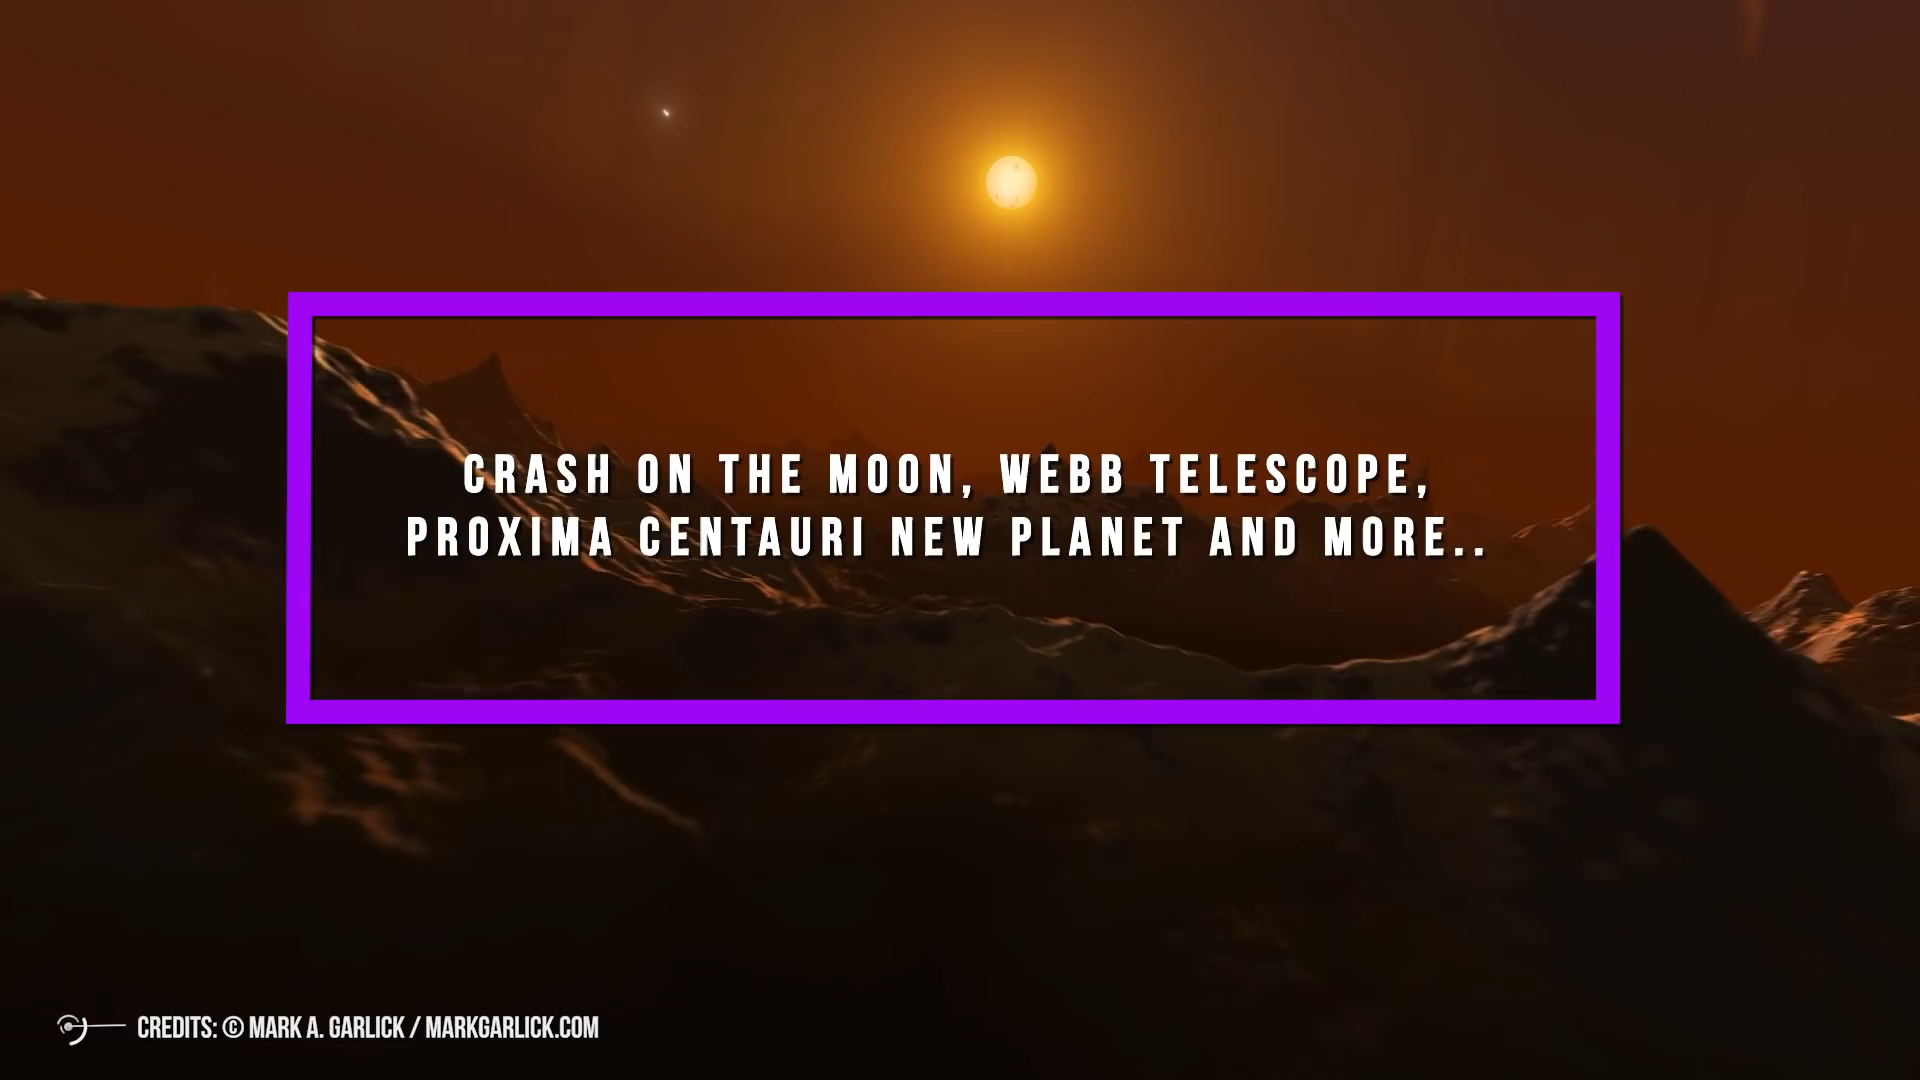 CRASH ON THE MOON, WEBB TELESCOPE,
PROXIMA CENTAURI NEW PLANET AND MORE..
CREDITS: © MARK A. GARLICK / MARKGARLICK.COM